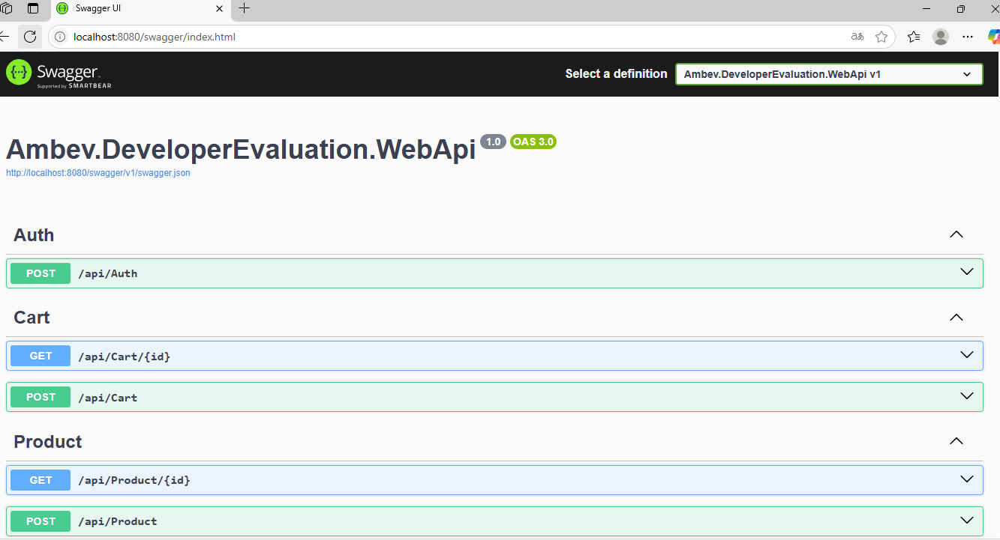 Swagger UI
localhost:8080/swagger/index.html
aあ
Swagger
Supported by SMARTBEAR
Select a definition
Ambev.DeveloperEvaluation.WebApi v1
Ambev.DeveloperEvaluation.WebApi 1.0 OAS 3.0
http://localhost:8080/swagger/v1/swagger.json
Auth
POST /api/Auth
Cart
GET /api/Cart/{id}
POST /api/Cart
Product
GET /api/Product/{id}
POST /api/Product